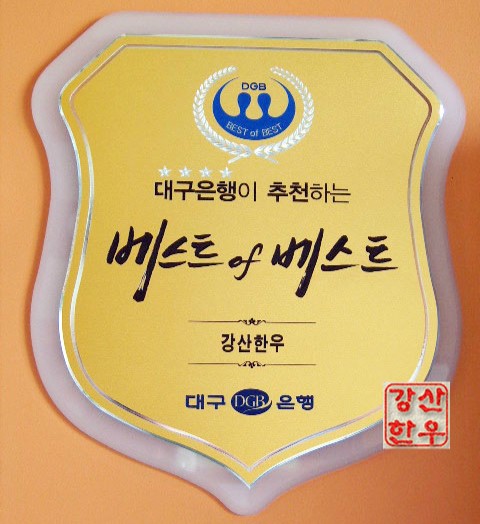 DGB
BEST of BEST
대구은행이 추천하는
베스트 of 베스트
강산한우
대구 DGB 은행
강산
한우